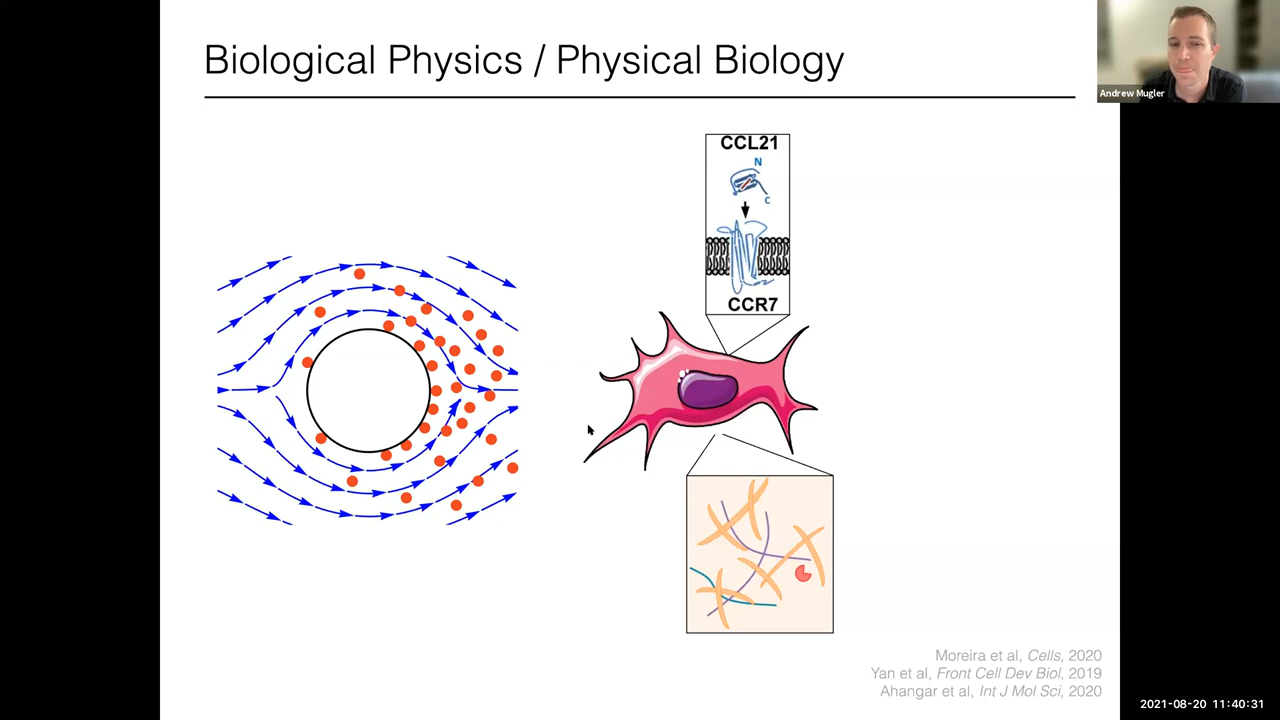 Biological Physics / Physical Biology
Andrew Mugler
CCL21
N
C
CCR7
Moreira et al, Cells, 2020
Yan et al, Front Cell Dev Biol, 2019
Ahangar et al, Int J Mol Sci, 2020
2021-08-20 11:40:31